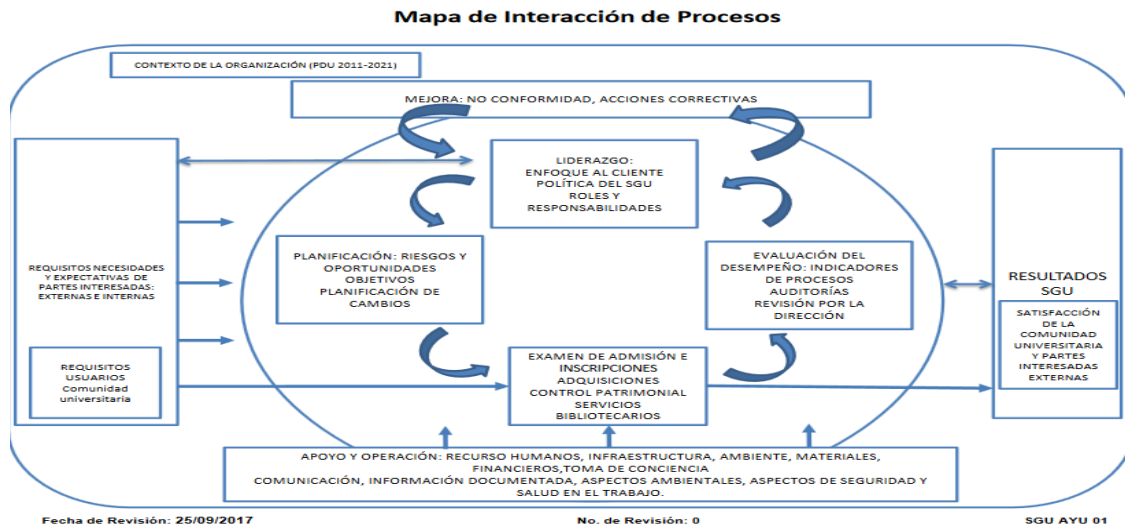 Mapa de Interacción de Procesos
CONTEXTO DE LA ORGANIZACIÓN (PDU 2011-2021)
MEJORA: NO CONFORMIDAD, ACCIONES CORRECTIVAS
LIDERAZGO:
ENFOQUE AL CLIENTE
POLÍTICA DEL SGU
ROLES Y
RESPONSABILIDADES
REQUISITOS NECESIDADES
Y EXPECTATIVAS DE
PARTES INTERESADAS:
EXTERNAS E INTERNAS
REQUISITOS
USUARIOS
Comunidad
universitaria
PLANIFICACIÓN: RIESGOS Y
OPORTUNIDADES
OBJETIVOS
PLANIFICACIÓN DE
CAMBIOS
EVALUACIÓN DEL
DESEMPEÑO: INDICADORES
DE PROCESOS
AUDITORÍAS
REVISIÓN POR LA
DIRECCIÓN
RESULTADOS
SGU
SATISFACCIÓN
DE LA
COMUNIDAD
UNIVERSITARIA
Y PARTES
INTERESADAS
EXTERNAS
EXAMEN DE ADMISIÓN E
INSCRIPCIONES
ADQUISICIONES
CONTROL PATRIMONIAL
SERVICIOS
BIBLIOTECARIOS
APOYO Y OPERACIÓN: RECURSO HUMANOS, INFRAESTRUCTURA, AMBIENTE, MATERIALES,
FINANCIEROS,TOMA DE CONCIENCIA
COMUNICACIÓN, INFORMACIÓN DOCUMENTADA, ASPECTOS AMBIENTALES, ASPECTOS DE SEGURIDAD Y
SALUD EN EL TRABAJO.
Fecha de Revisión: 25/09/2017
No. de Revisión: 0
SGU AYU 01